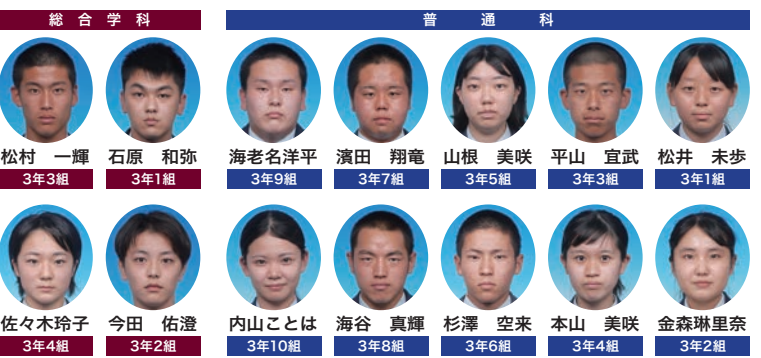 総合学科
普通科
松村　一輝
石原　和弥
海老名洋平
濱田　翔竜
山根　美咲
平山　宜武
松井　未歩
3年3組
3年1組
3年9組
3年7組
3年5組
3年3組
3年1組
佐々木玲子
今田　佑澄
内山ことは
海谷　真輝
杉澤　空来
本山　美咲
金森琳里奈
3年4組
3年2組
3年10組
3年8組
3年6組
3年4組
3年2組